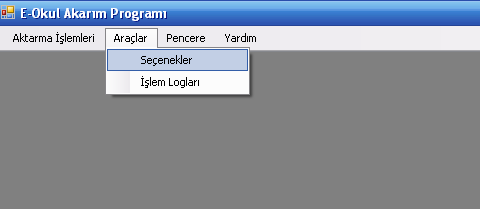 E-Okul Akarım Programı
Aktarma İşlemleri Araçlar Pencere Yardım
Seçenekler
İşlem Logları